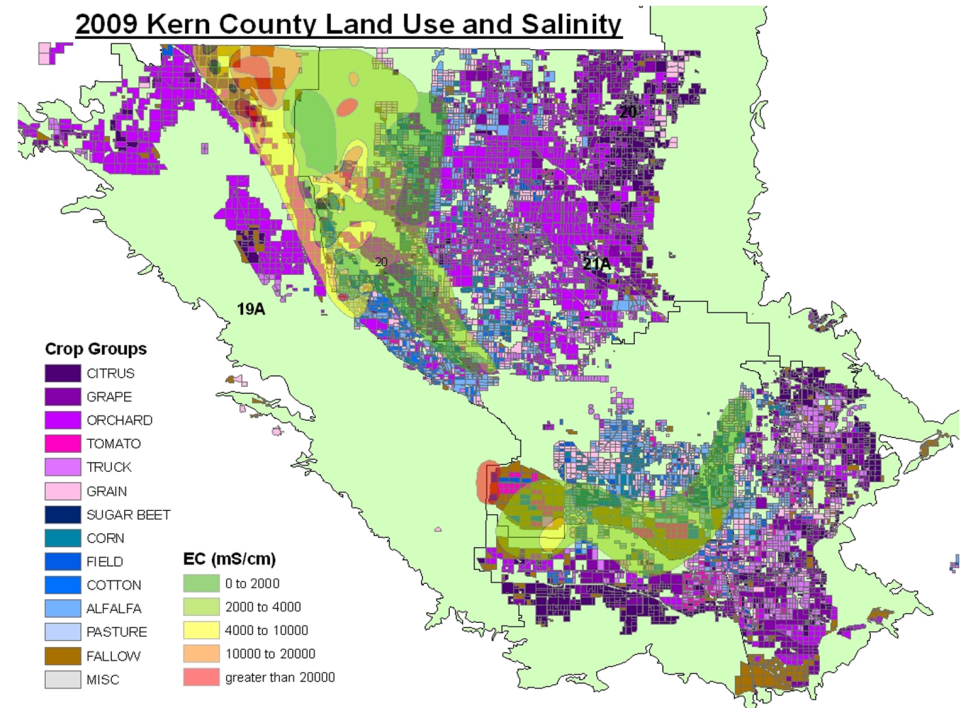 2009 Kern County Land Use and Salinity
20
20
21A
19A
Crop Groups
CITRUS
GRAPE
ORCHARD
TOMATO
TRUCK
GRAIN
SUGAR BEET
CORN
FIELD
COTTON
ALFALFA
PASTURE
FALLOW
MISC
EC (mS/cm)
0 to 2000
2000 to 4000
4000 to 10000
10000 to 20000
greater than 20000